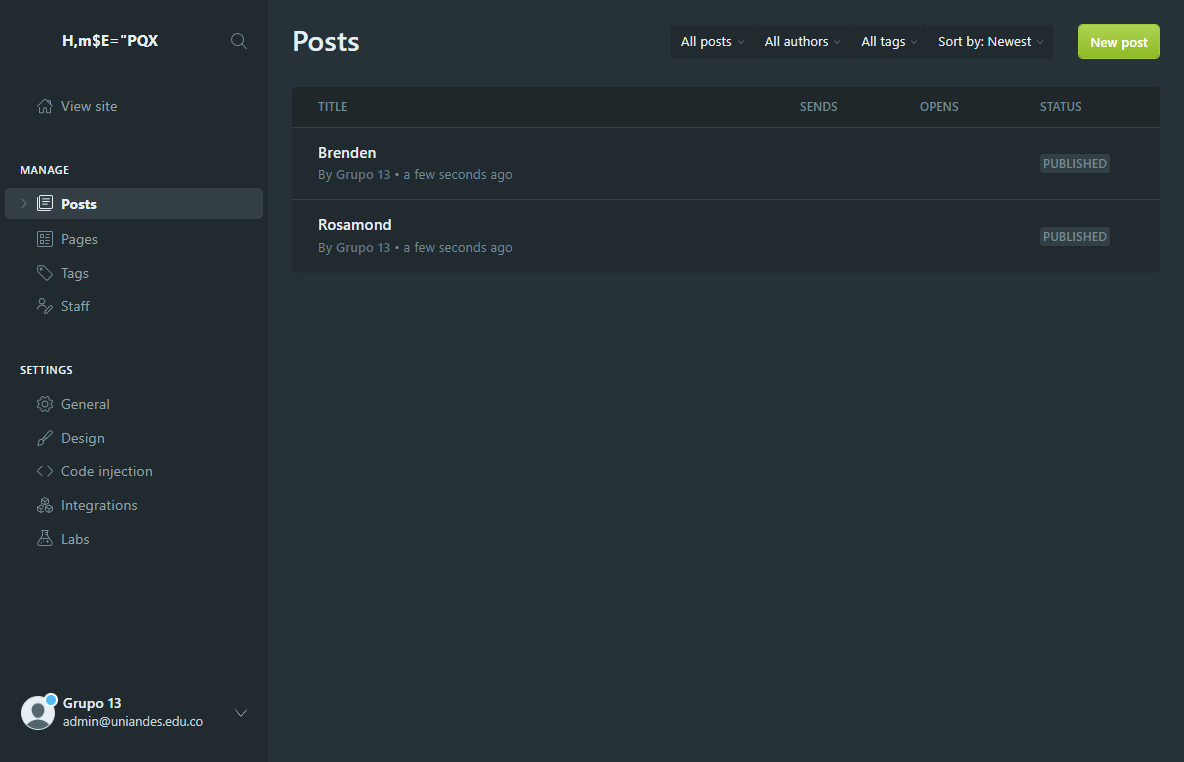 H,m$E="PQX
View site
MANAGE
Posts
Pages
Tags
Staff
SETTINGS
General
Design
Code injection
Integrations
Labs
Grupo 13
admin@uniandes.edu.co
Posts
All posts All authors All tags Sort by: Newest New post
TITLE SENDS OPENS STATUS
Brenden
By Grupo 13 • a few seconds ago
PUBLISHED
Rosamond
By Grupo 13 • a few seconds ago
PUBLISHED